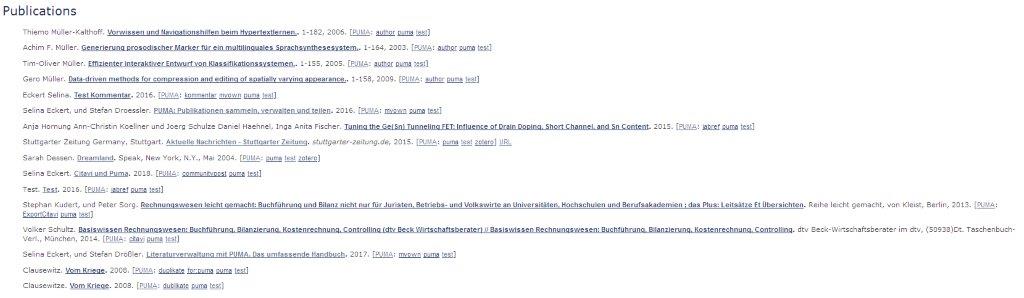 Publications
Thiemo Müller-Kalthoff. Vorwissen und Navigationshilfen beim Hypertextlernen,. 1-182, 2006. [PUMA: author puma test]
Achim F. Müller. Generierung prosodischer Marker für ein multilinguales Sprachsynthesesystem,. 1-164, 2003. [PUMA: author puma test]
Tim-Oliver Müller. Effizienter interaktiver Entwurf von Klassifikationssystemen,. 1-155, 2005. [PUMA: author puma test]
Gero Müller. Data-driven methods for compression and editing of spatially varying appearance,. 1-158, 2009. [PUMA: author puma test]
Eckert Selina. Test Kommentar. 2016. [PUMA: kommentar myown puma test]
Selina Eckert, und Stefan Droessler. PUMA: Publikationen sammeln, verwalten und teilen. 2016. [PUMA: myown puma test]
Anja Hornung Ann-Christin Koellner und Joerg Schulze Daniel Haehnel, Inga Anita Fischer. Tuning the Ge(Sn) Tunneling FET: Influence of Drain Doping, Short Channel, and Sn Content. 2015. [PUMA: jabref puma test]
Stuttgarter Zeitung Germany, Stuttgart. Aktuelle Nachrichten - Stuttgarter Zeitung. stuttgarter-zeitung.de, 2015. [PUMA: puma test zotero] URL
Sarah Dessen. Dreamland. Speak, New York, N.Y., Mai 2004. [PUMA: puma test zotero]
Selina Eckert. Citavi und Puma. 2018. [PUMA: communitypost puma test]
Test. Test. 2016. [PUMA: jabref puma test]
Stephan Kudert, und Peter Sorg. Rechnungswesen leicht gemacht: Buchführung und Bilanz nicht nur für Juristen, Betriebs- und Volkswirte an Universitäten, Hochschulen und Berufsakademien ; das Plus: Leitsätze Et Übersichten. Reihe leicht gemacht, von Kleist, Berlin, 2013. [PUMA:
ExportCitavi puma test]
Volker Schultz. Basiswissen Rechnungswesen: Buchführung, Bilanzierung, Kostenrechnung, Controlling (dtv Beck Wirtschaftsberater) // Basiswissen Rechnungswesen: Buchführung, Bilanzierung, Kostenrechnung, Controlling. dtv Beck-Wirtschaftsberater im dtv, (50938)Dt. Taschenbuch-
Verl., München, 2014. [PUMA: citavi puma test]
Selina Eckert, und Stefan Drößler. Literaturverwaltung mit PUMA. Das umfassende Handbuch. 2017. [PUMA: myown puma test]
Clausewitz. Vom Kriege. 2008. [PUMA: duplikate for:puma puma test]
Clausewitze. Vom Kriege. 2008. [PUMA: duplikate puma test]